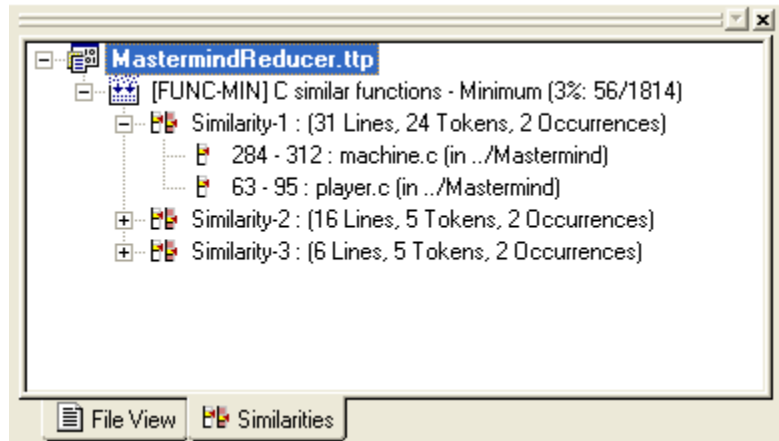 MastermindReducer.ttp
[FUNC-MIN] C similar functions - Minimum (3%: 56/1814)
Similarity-1 : (31 Lines, 24 Tokens, 2 Occurrences)
284 - 312 : machine.c (in ../Mastermind)
63 - 95 : player.c (in ../Mastermind)
Similarity-2 : (16 Lines, 5 Tokens, 2 Occurrences)
Similarity-3 : (6 Lines, 5 Tokens, 2 Occurrences)
File View Similarities